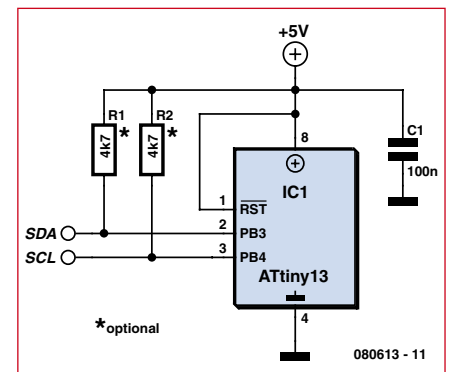 +5V
R1
*
4k7
R2
*
4k7
C1
100n
8
IC1
1
RST
SDA
2
PB3
SCL
3
PB4
ATtiny13
4
*optional
080613 - 11